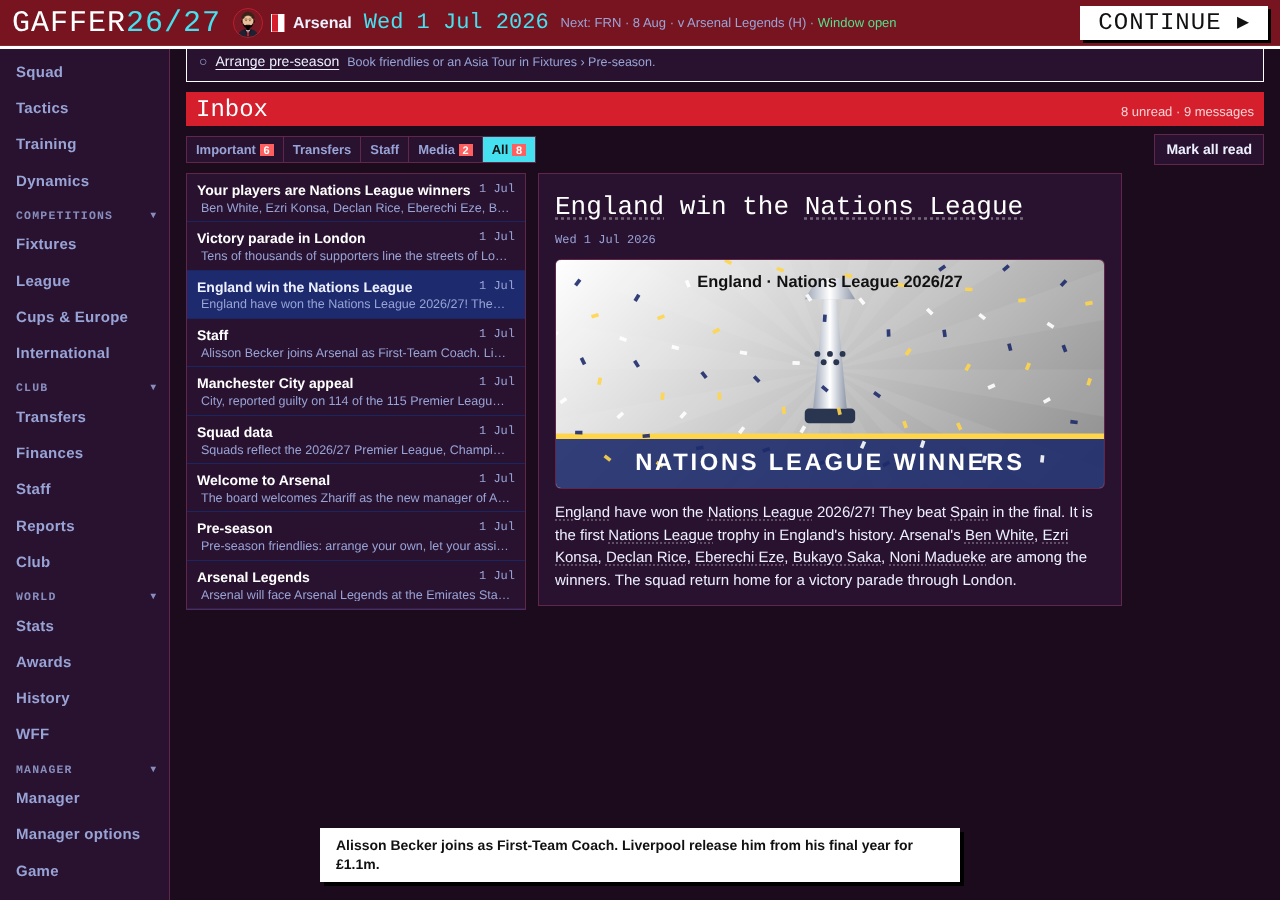 GAFFER26/27 Arsenal Wed 1 Jul 2026 Next: FRN · 8 Aug · v Arsenal Legends (H) · Window open CONTINUE ►
○ Arrange pre-season Book friendlies or an Asia Tour in Fixtures › Pre-season.
Squad
Tactics
Training
Dynamics
COMPETITIONS ▼
Fixtures
League
Cups & Europe
International
CLUB ▼
Transfers
Finances
Staff
Reports
Club
WORLD ▼
Stats
Awards
History
WFF
MANAGER ▼
Manager
Manager options
Game
Inbox 8 unread · 9 messages
Important 6 Transfers Staff Media 2 All 8 Mark all read
Your players are Nations League winners 1 Jul
Ben White, Ezri Konsa, Declan Rice, Eberechi Eze, B…
Victory parade in London 1 Jul
Tens of thousands of supporters line the streets of Lo…
England win the Nations League 1 Jul
England have won the Nations League 2026/27! The…
Staff 1 Jul
Alisson Becker joins Arsenal as First-Team Coach. Li…
Manchester City appeal 1 Jul
City, reported guilty on 114 of the 115 Premier Leagu…
Squad data 1 Jul
Squads reflect the 2026/27 Premier League, Champi…
Welcome to Arsenal 1 Jul
The board welcomes Zhariff as the new manager of A…
Pre-season 1 Jul
Pre-season friendlies: arrange your own, let your assi…
Arsenal Legends 1 Jul
Arsenal will face Arsenal Legends at the Emirates Sta…
England win the Nations League
Wed 1 Jul 2026
England · Nations League 2026/27
NATIONS LEAGUE WINNERS
England have won the Nations League 2026/27! They beat Spain in the final. It is
the first Nations League trophy in England's history. Arsenal's Ben White, Ezri
Konsa, Declan Rice, Eberechi Eze, Bukayo Saka, Noni Madueke are among the
winners. The squad return home for a victory parade through London.
Alisson Becker joins as First-Team Coach. Liverpool release him from his final year for
£1.1m.